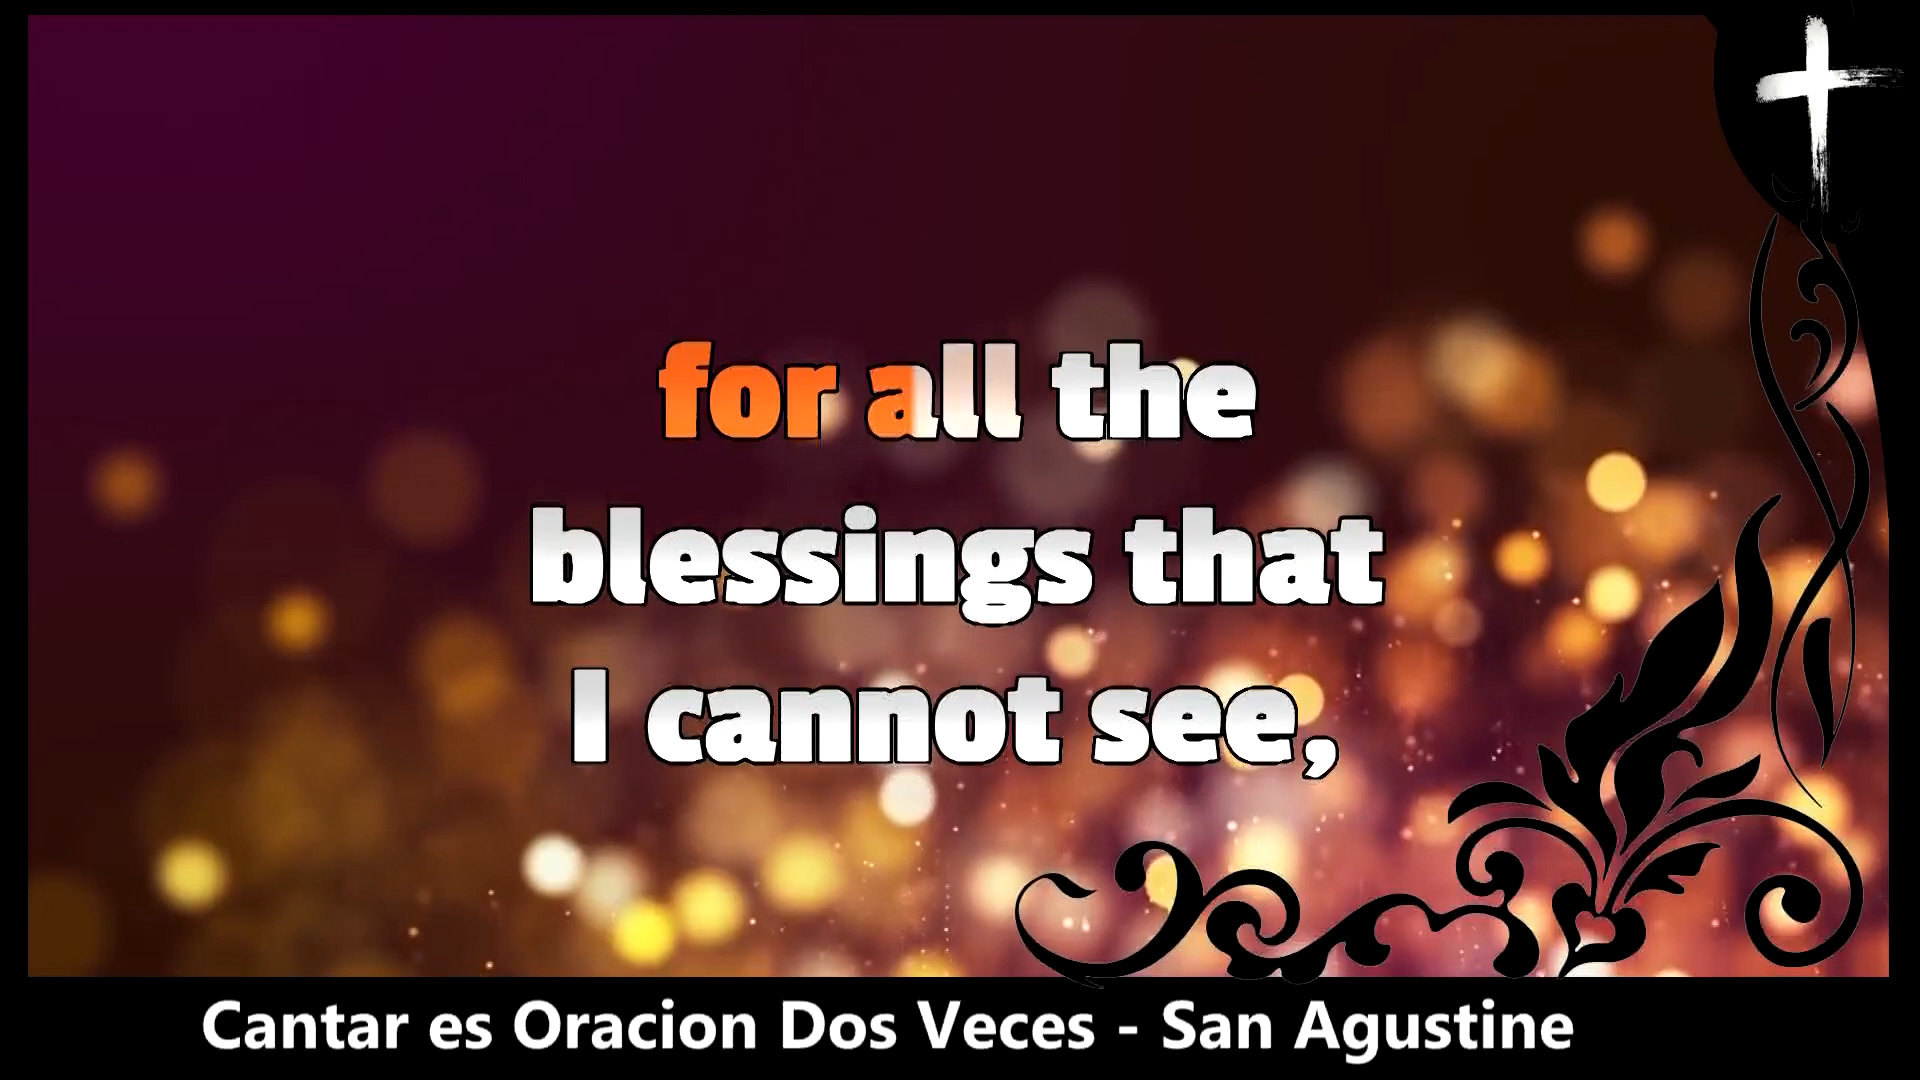 for all the
blessings that
I cannot see,
Cantar es Oracion Dos Veces - San Agustine